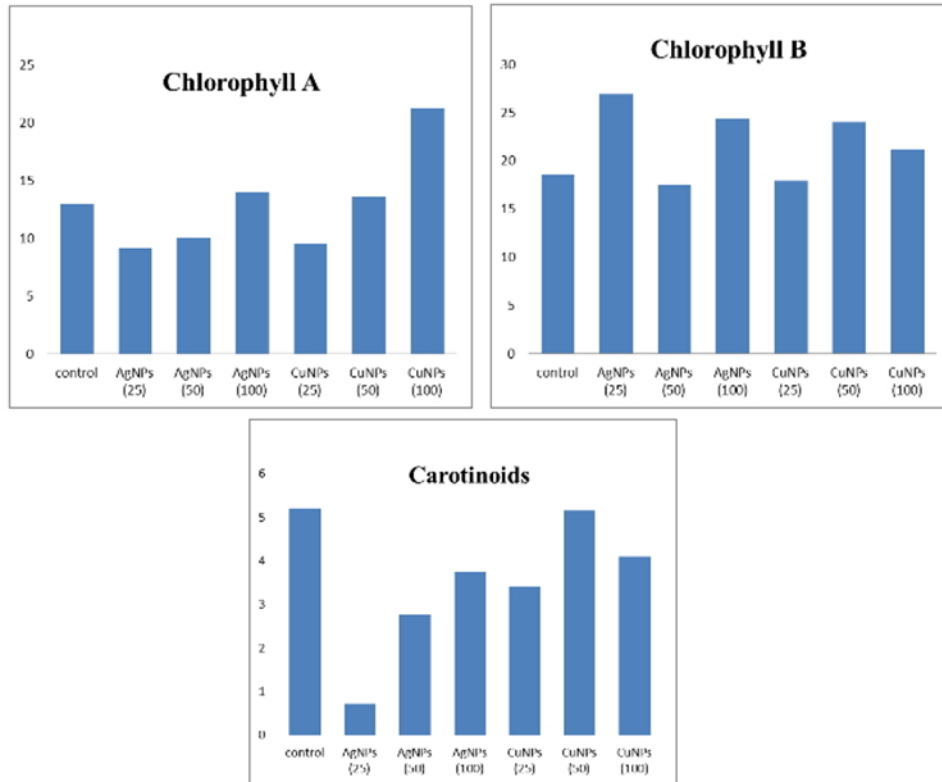 Chlorophyll A
25
20
15
10
5
0
control AgNPs AgNPs AgNPs CuNPs CuNPs CuNPs
(25) (50) (100) (25) (50) (100)
Chlorophyll B
30
25
20
15
10
5
0
control AgNPs AgNPs AgNPs CuNPs CuNPs CuNPs
(25) (50) (100) (25) (50) (100)
Carotinoids
6
5
4
3
2
1
0
control AgNPs AgNPs AgNPs CuNPs CuNPs CuNPs
(25) (50) (100) (25) (50) (100)